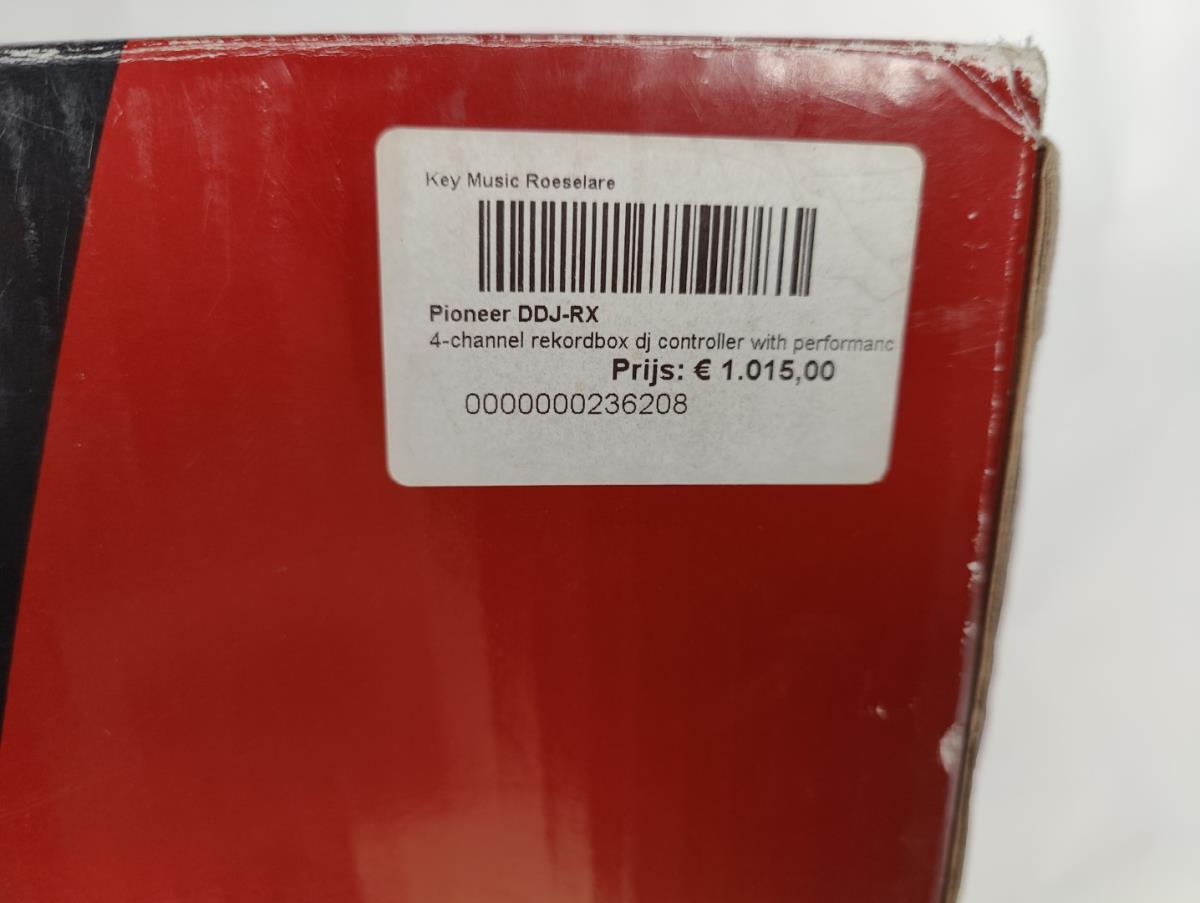 Key Music Roeselare
Pioneer DDJ-RX
4-channel rekordbox dj controller with performanc
Prijs: € 1.015,00
0000000236208